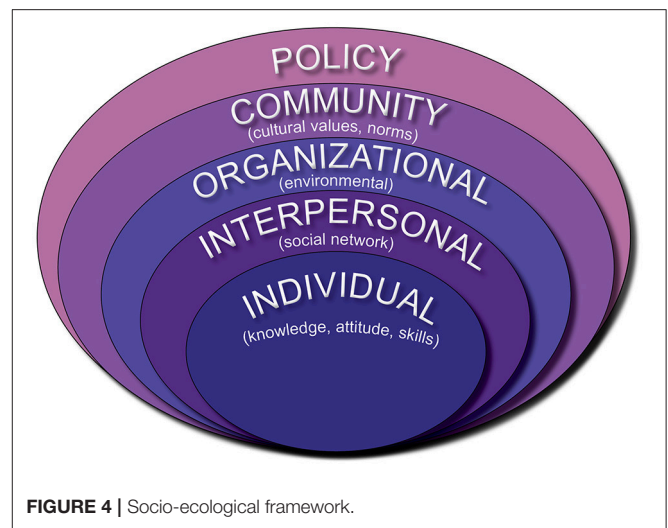 POLICY
COMMUNITY
(cultural values, norms)
ORGANIZATIONAL
(environmental)
INTERPERSONAL
(social network)
INDIVIDUAL
(knowledge, attitude, skills)
FIGURE 4 | Socio-ecological framework.